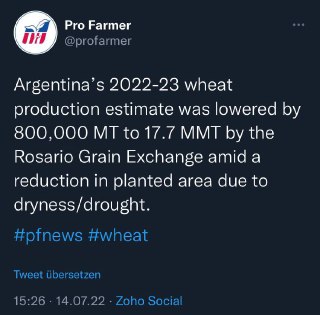 Pro Farmer
@profarmer
Argentina's 2022-23 wheat
production estimate was lowered by
800,000 MT to 17.7 MMT by the
Rosario Grain Exchange amid a
reduction in planted area due to
dryness/drought.
#pfnews #wheat
Tweet übersetzen
15:26 · 14.07.22 · Zoho Social